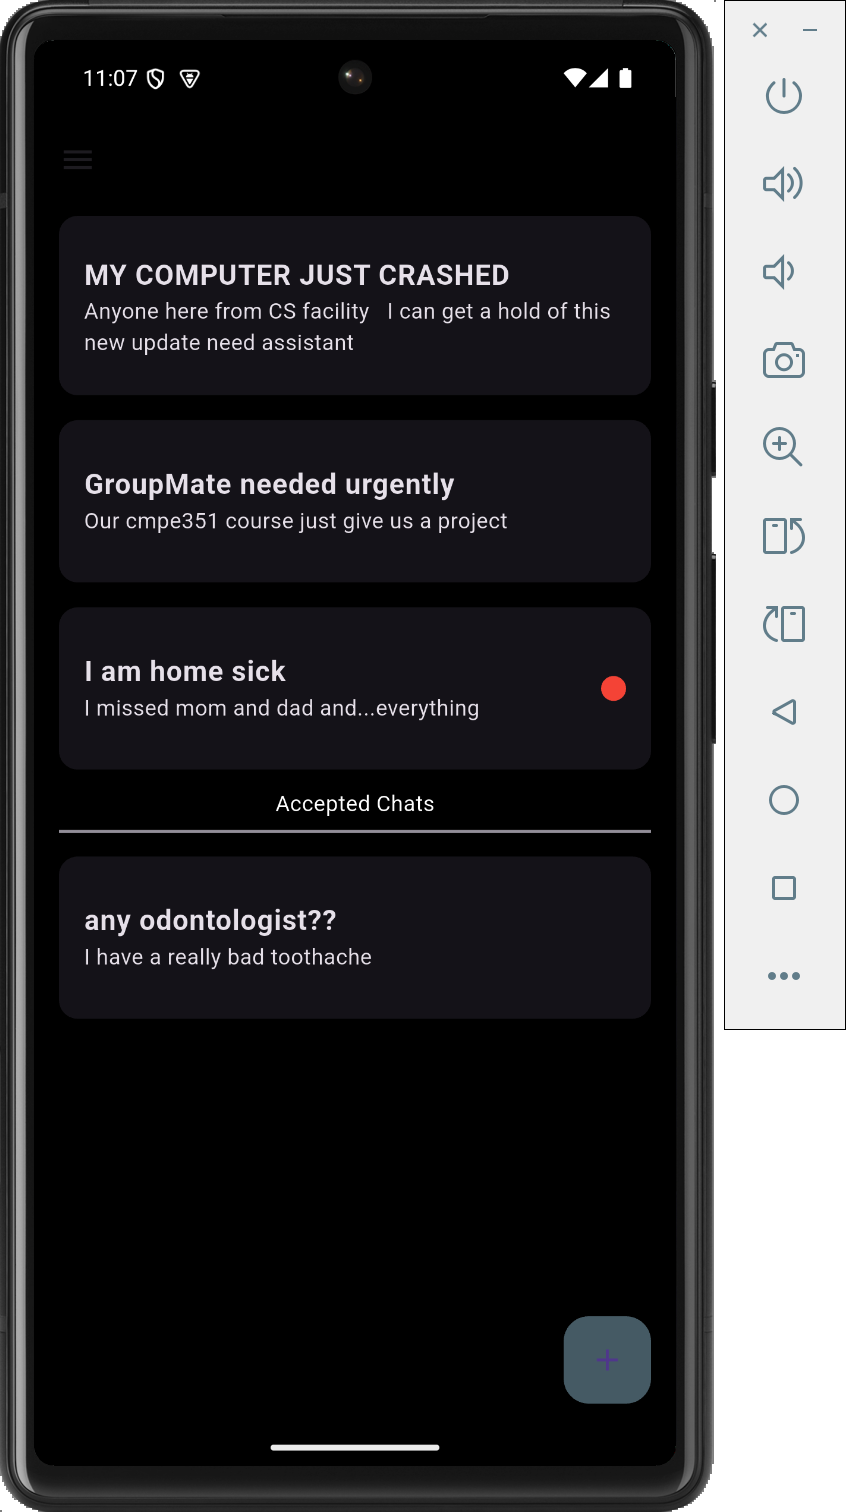 11:07
MY COMPUTER JUST CRASHED
Anyone here from CS facility   I can get a hold of this
new update need assistant
GroupMate needed urgently
Our cmpe351 course just give us a project
I am home sick
I missed mom and dad and...everything
Accepted Chats
any odontologist??
I have a really bad toothache